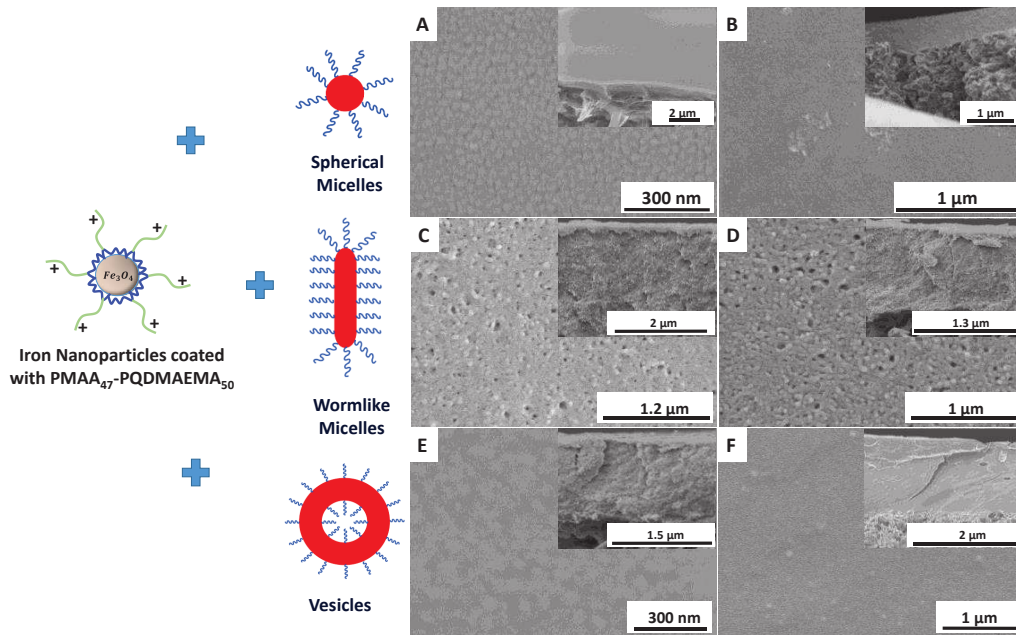 A
2 µm
300 nm
B
1 µm
1 µm
Spherical
Micelles
+
+
+
+
+
+
Fe₃O₄
Iron Nanoparticles coated
with PMAA₄₇-PQDMAEMA₅₀
C
2 µm
1.2 µm
D
1.3 µm
1 µm
Wormlike
Micelles
E
1.5 µm
300 nm
F
2 µm
1 µm
Vesicles